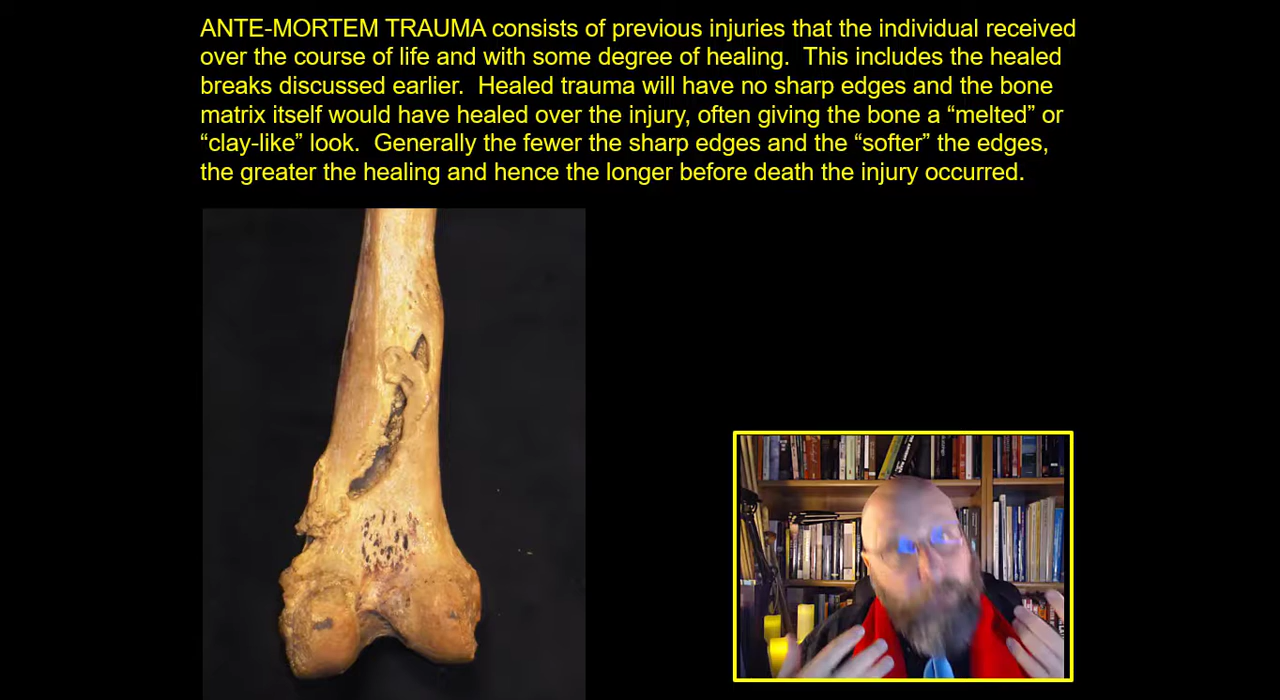 ANTE-MORTEM TRAUMA consists of previous injuries that the individual received
over the course of life and with some degree of healing.  This includes the healed
breaks discussed earlier.  Healed trauma will have no sharp edges and the bone
matrix itself would have healed over the injury, often giving the bone a “melted” or
“clay-like” look.  Generally the fewer the sharp edges and the “softer” the edges,
the greater the healing and hence the longer before death the injury occurred.